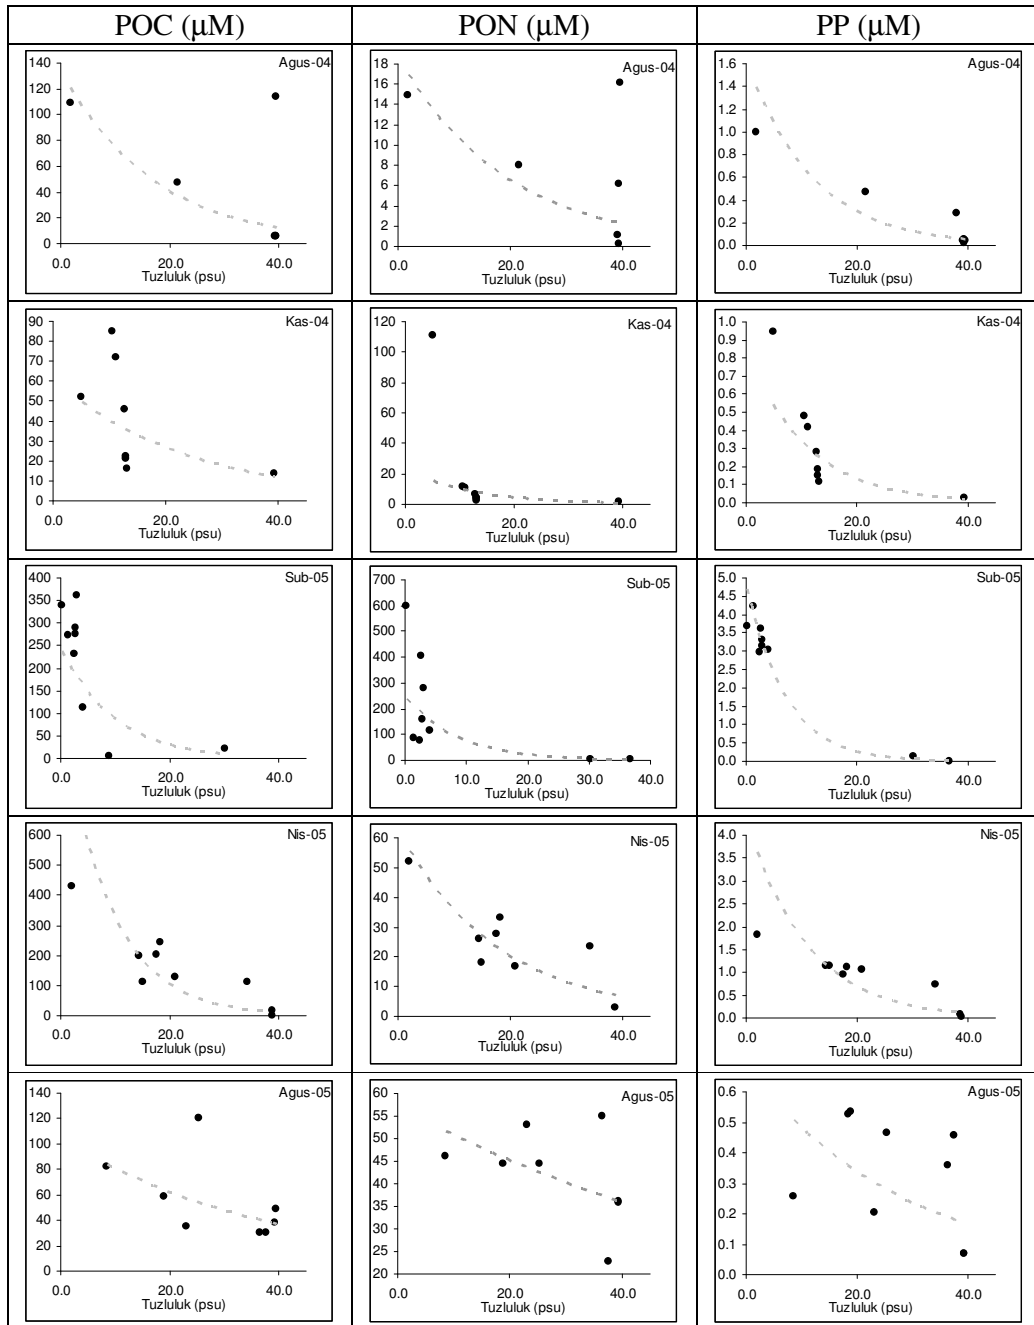 POC (μM)
PON (μM)
PP (μM)
Agus-04
140
120
100
80
60
40
20
0
0.0 20.0 40.0
Tuzluluk (psu)
Agus-04
18
16
14
12
10
8
6
4
2
0
0.0 20.0 40.0
Tuzluluk (psu)
Agus-04
1.6
1.4
1.2
1.0
0.8
0.6
0.4
0.2
0.0
0.0 20.0 40.0
Tuzluluk (psu)
Kas-04
90
80
70
60
50
40
30
20
10
0
0.0 20.0 40.0
Tuzluluk (psu)
Kas-04
120
100
80
60
40
20
0
0.0 20.0 40.0
Tuzluluk (psu)
Kas-04
1.0
0.9
0.8
0.7
0.6
0.5
0.4
0.3
0.2
0.1
0.0
0.0 20.0 40.0
Tuzluluk (psu)
Sub-05
400
350
300
250
200
150
100
50
0
0.0 20.0 40.0
Tuzluluk (psu)
Sub-05
700
600
500
400
300
200
100
0
0.0 10.0 20.0 30.0 40.0
Tuzluluk (psu)
Sub-05
5.0
4.5
4.0
3.5
3.0
2.5
2.0
1.5
1.0
0.5
0.0
0.0 20.0 40.0
Tuzluluk (psu)
Nis-05
600
500
400
300
200
100
0
0.0 20.0 40.0
Tuzluluk (psu)
Nis-05
60
50
40
30
20
10
0
0.0 20.0 40.0
Tuzluluk (psu)
Nis-05
4.0
3.5
3.0
2.5
2.0
1.5
1.0
0.5
0.0
0.0 20.0 40.0
Tuzluluk (psu)
Agus-05
140
120
100
80
60
40
20
0
0.0 20.0 40.0
Tuzluluk (psu)
Agus-05
60
55
50
45
40
35
30
25
20
0.0 20.0 40.0
Tuzluluk (psu)
Agus-05
0.6
0.5
0.4
0.3
0.2
0.1
0.0
0.0 20.0 40.0
Tuzluluk (psu)